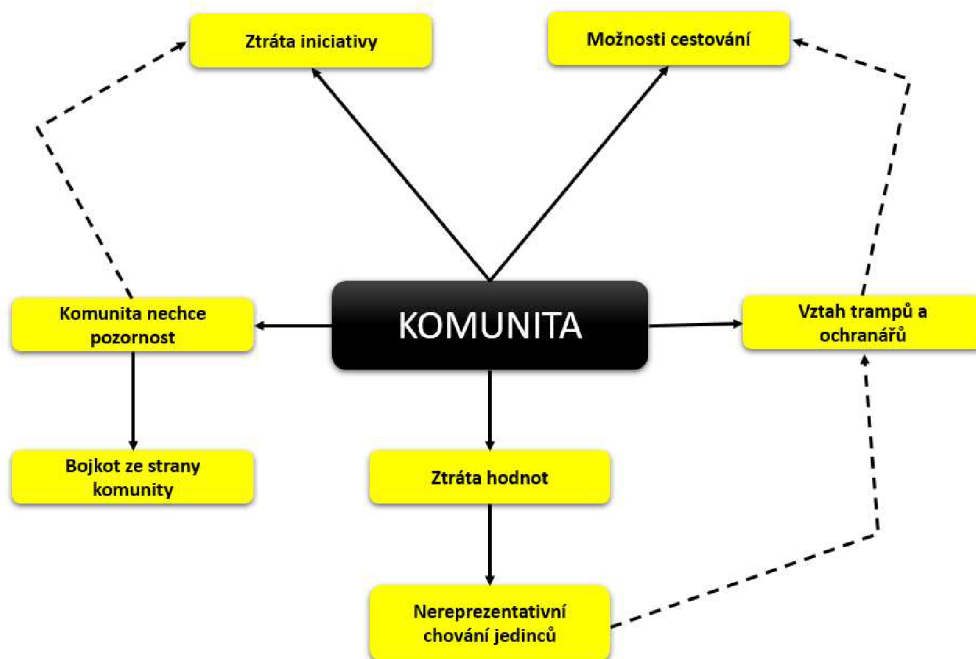 Ztráta iniciativy
Možnosti cestování
Komunita nechce
pozornost
KOMUNITA
Vztah trampů a
ochranářů
Bojkot ze strany
komunity
Ztráta hodnot
Nereprezentativní
chování jedinců